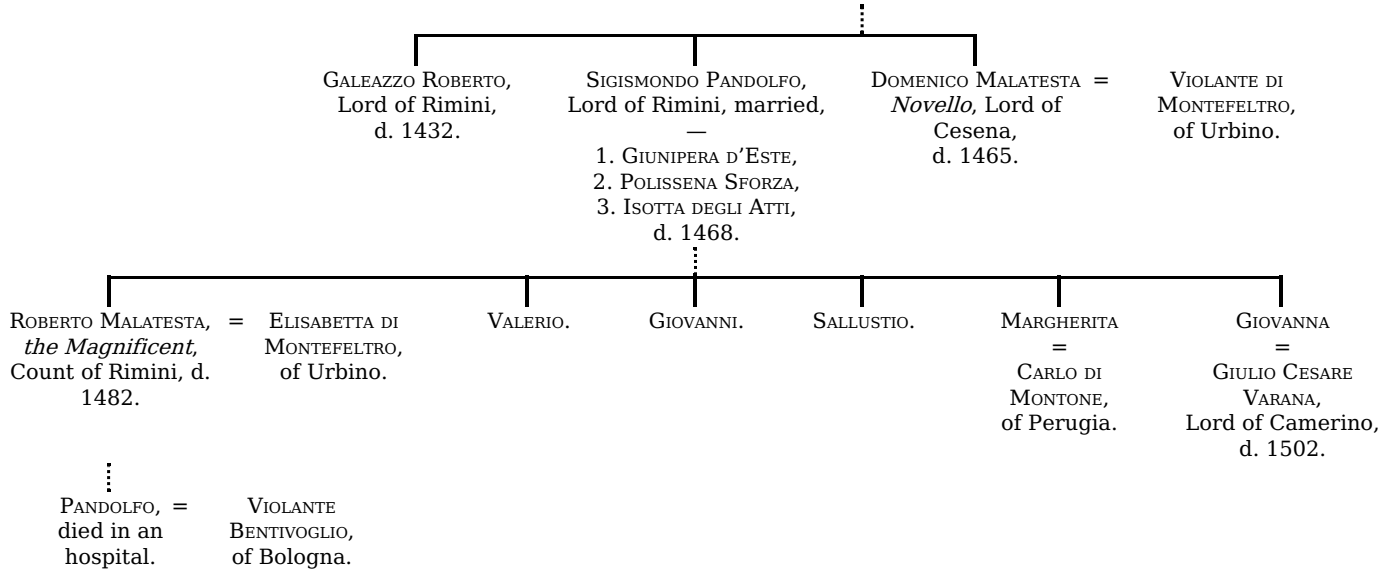 Galeazzo Roberto,
Lord of Rimini,
d. 1432.
Sigismondo Pandolfo,
Lord of Rimini, married,
—
1. Giunipera d’Este,
2. Polissena Sforza,
3. Isotta degli Atti,
d. 1468.
Domenico Malatesta =
Novello, Lord of
Cesena,
d. 1465.
Violante di
Montefeltro,
of Urbino.
Roberto Malatesta, =
the Magnificent,
Count of Rimini, d.
1482.
Elisabetta di
Montefeltro,
of Urbino.
Valerio.
Giovanni.
Sallustio.
Margherita
=
Carlo di
Montone,
of Perugia.
Giovanna
=
Giulio Cesare
Varana,
Lord of Camerino,
d. 1502.
Pandolfo, =
died in an
hospital.
Violante
Bentivoglio,
of Bologna.